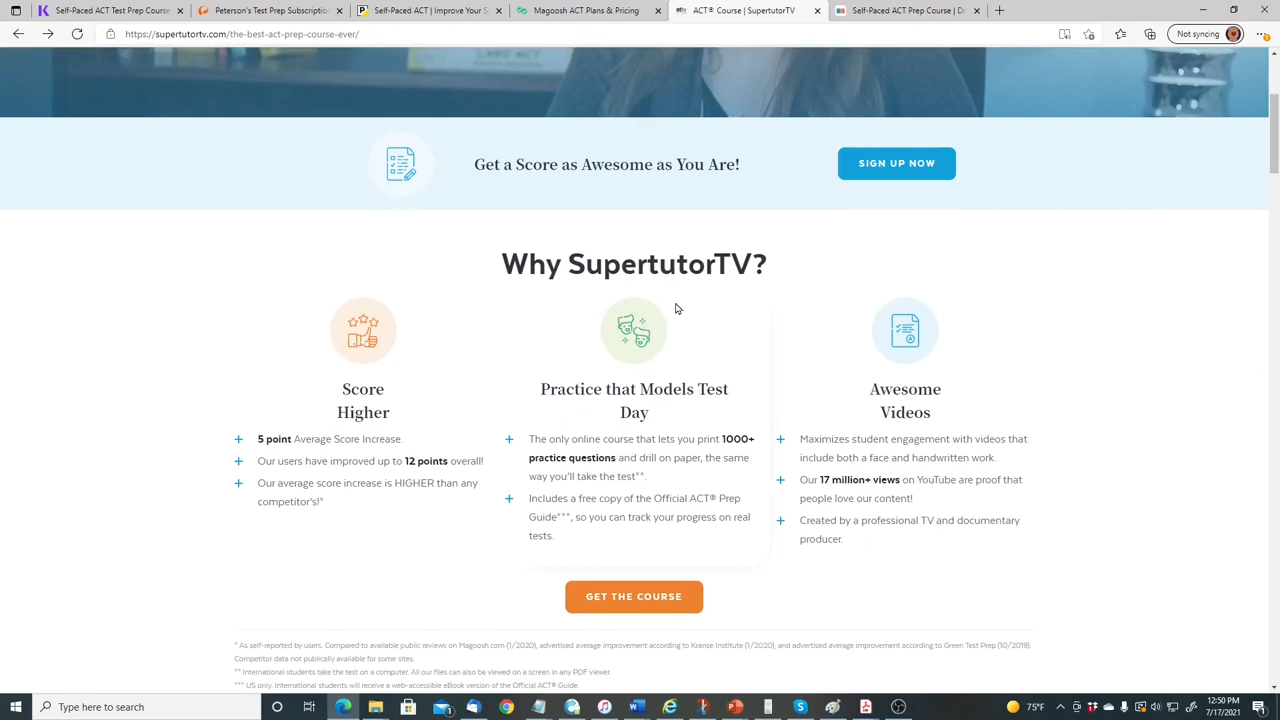 Self-Paced ACT Test Prep Course
Peterson's Test Prep | Subscripti
Self-Paced ACT® | Improve Your S
Magoosh ACT Plans & Pricing
ACT® Course | SupertutorTV
Self-Paced ACT® Course | De
https://supertutortv.com/the-best-act-prep-course-ever/
Not syncing
Get a Score as Awesome as You Are!
SIGN UP NOW
Why SupertutorTV?
Score
Higher
5 point Average Score Increase.
Our users have improved up to 12 points overall!
Our average score increase is HIGHER than any
competitor's!*
Practice that Models Test
Day
The only online course that lets you print 1000+
practice questions and drill on paper, the same
way you'll take the test**.
Includes a free copy of the Official ACT® Prep
Guide***, so you can track your progress on real
tests.
Awesome
Videos
Maximizes student engagement with videos that
include both a face and handwritten work.
Our 17 million+ views on YouTube are proof that
people love our content!
Created by a professional TV and documentary
producer.
GET THE COURSE
* As self-reported by users. Compared to available public reviews on Magoosh.com (1/2020), advertised average improvement according to Kranse Institute (1/2020), and advertised average improvement according to Green Test Prep (10/2019).
Competitor data not publically available for some sites.
** International students take the test on a computer. All our files can also be viewed on a screen in any PDF viewer.
*** US only. International students will receive a web-accessible eBook version of the Official ACT® Guide.
Type here to search
75°F
12:50 PM
7/17/2021